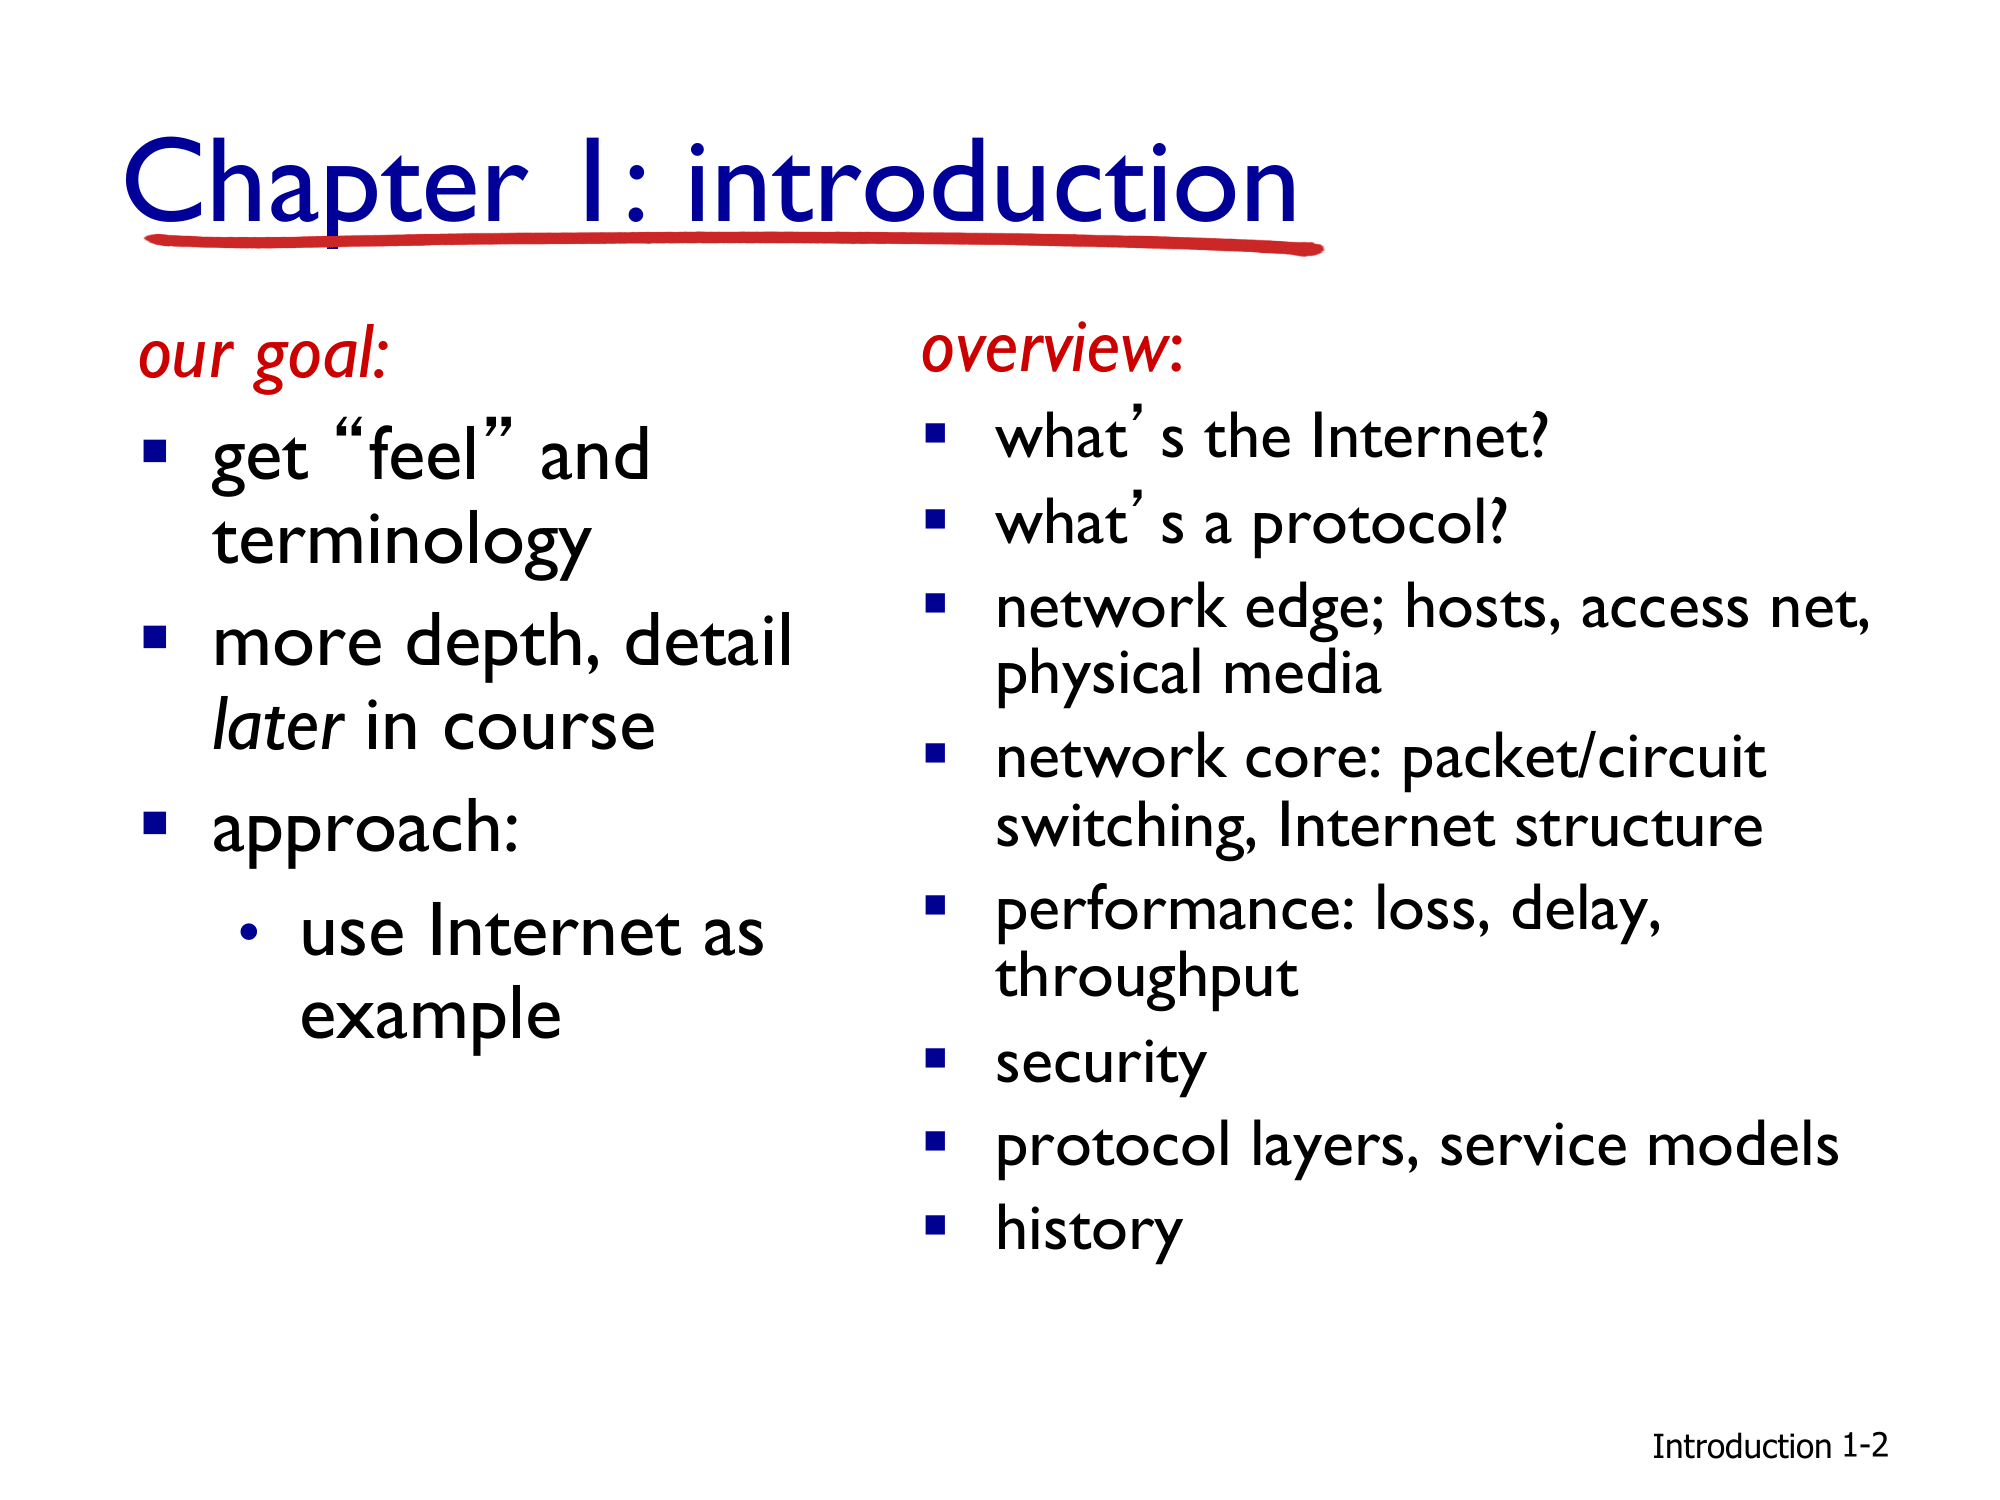 Chapter 1: introduction
our goal:
▪ get “feel” and
terminology
▪ more depth, detail
later in course
▪ approach:
• use Internet as
example
overview:
▪ what’s the Internet?
▪ what’s a protocol?
▪ network edge; hosts, access net,
physical media
▪ network core: packet/circuit
switching, Internet structure
▪ performance: loss, delay,
throughput
▪ security
▪ protocol layers, service models
▪ history
Introduction 1-2